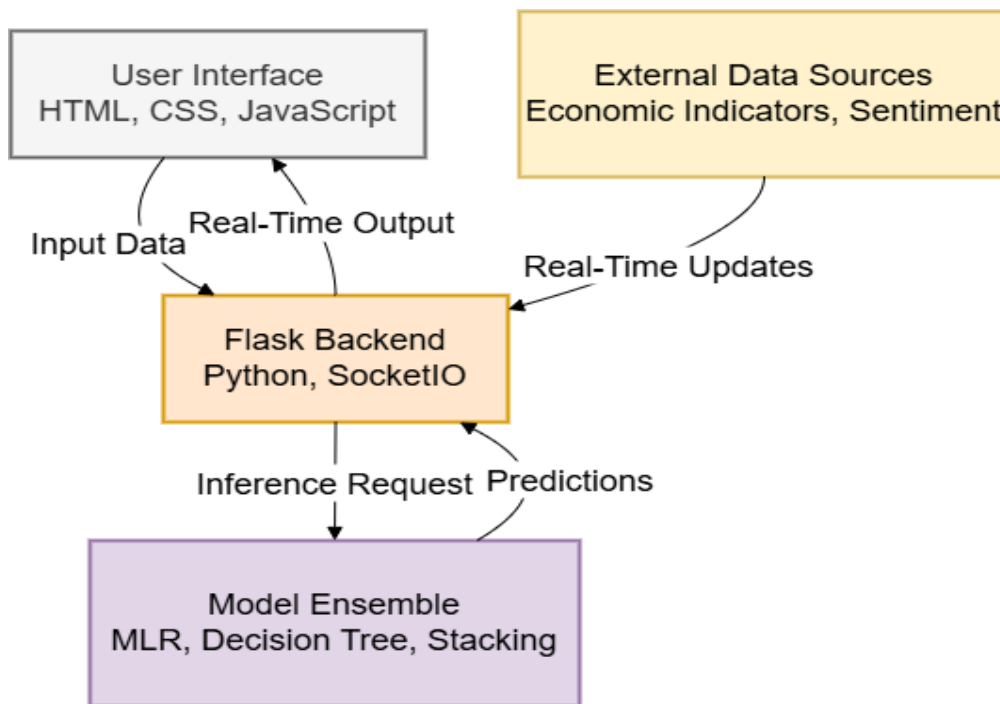 User Interface
HTML, CSS, JavaScript
External Data Sources
Economic Indicators, Sentiment
Input Data
Real-Time Output
Real-Time Updates
Flask Backend
Python, SocketIO
Inference Request
Predictions
Model Ensemble
MLR, Decision Tree, Stacking